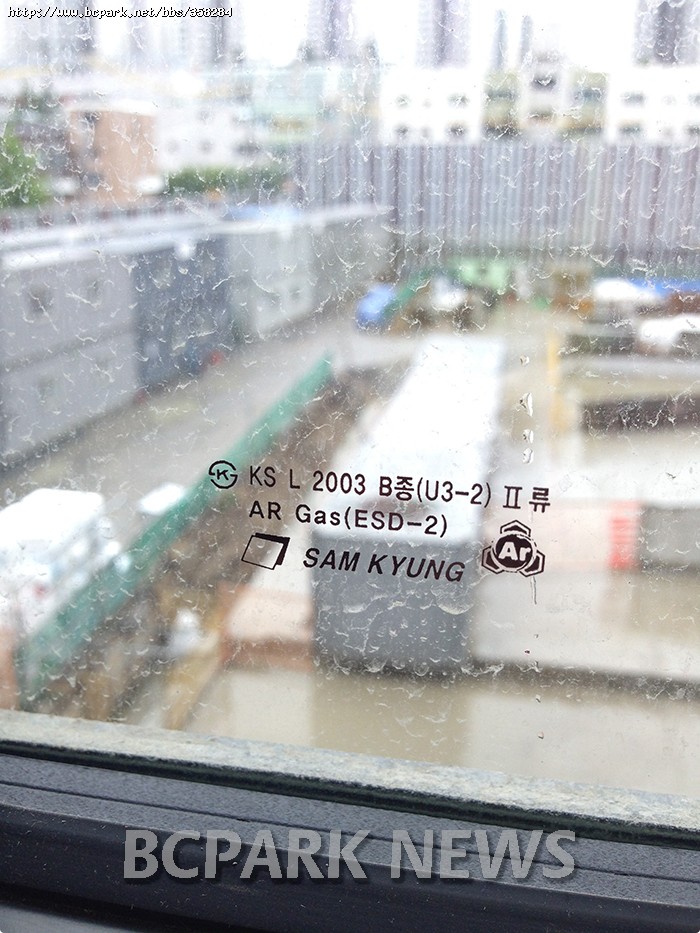 https://www.bcpark.net/bbs/358284
KS L 2003 B종(U3-2) Ⅱ류
AR Gas(ESD-2)
SAM KYUNG
Ar
BCPARK NEWS